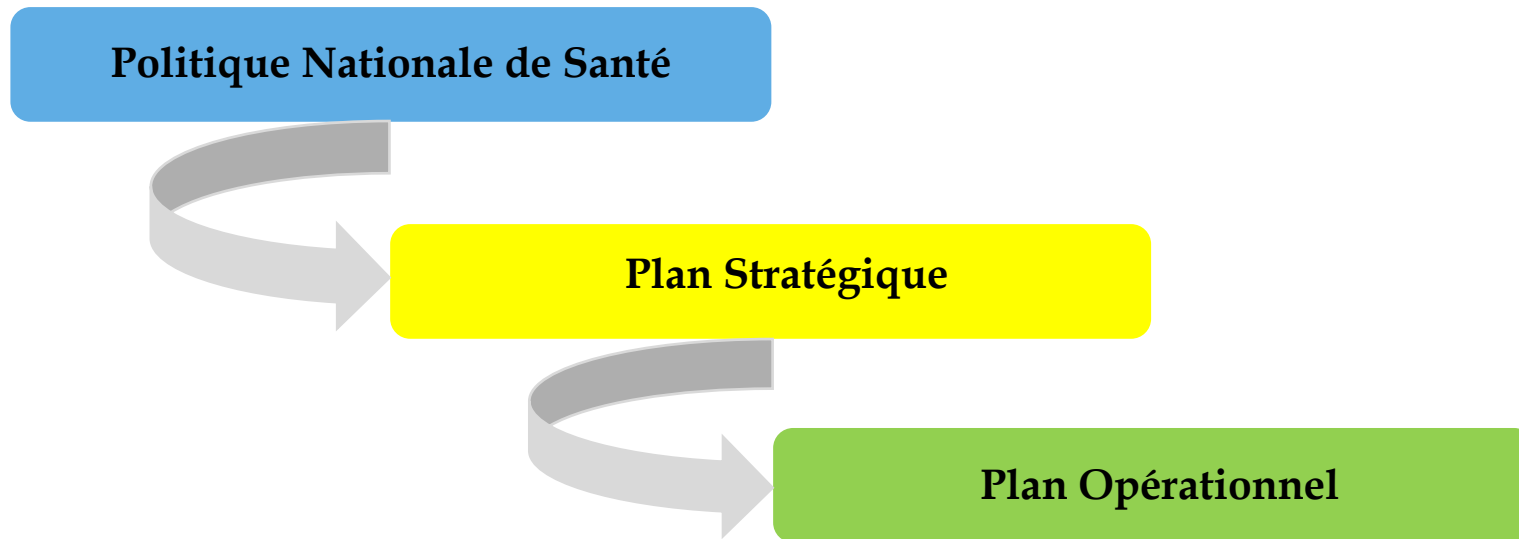 Politique Nationale de Santé
Plan Stratégique
Plan Opérationnel